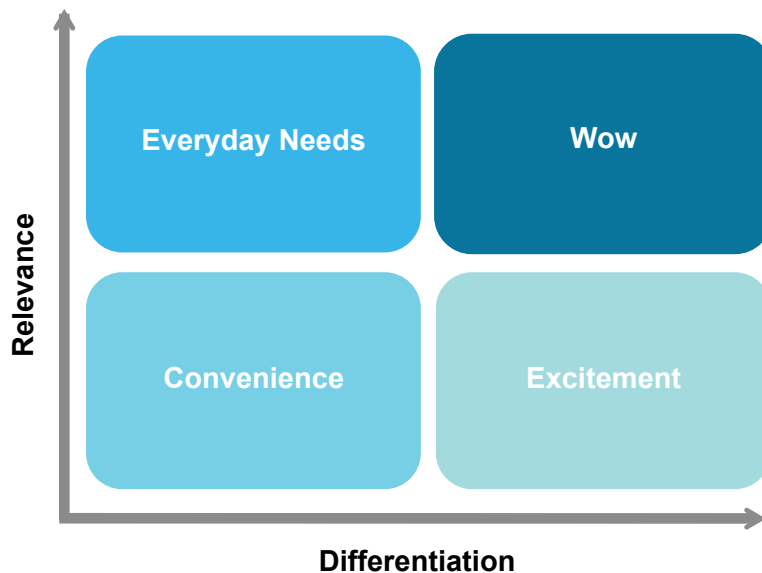 Everyday Needs
Wow
Relevance
Convenience
Excitement
Differentiation